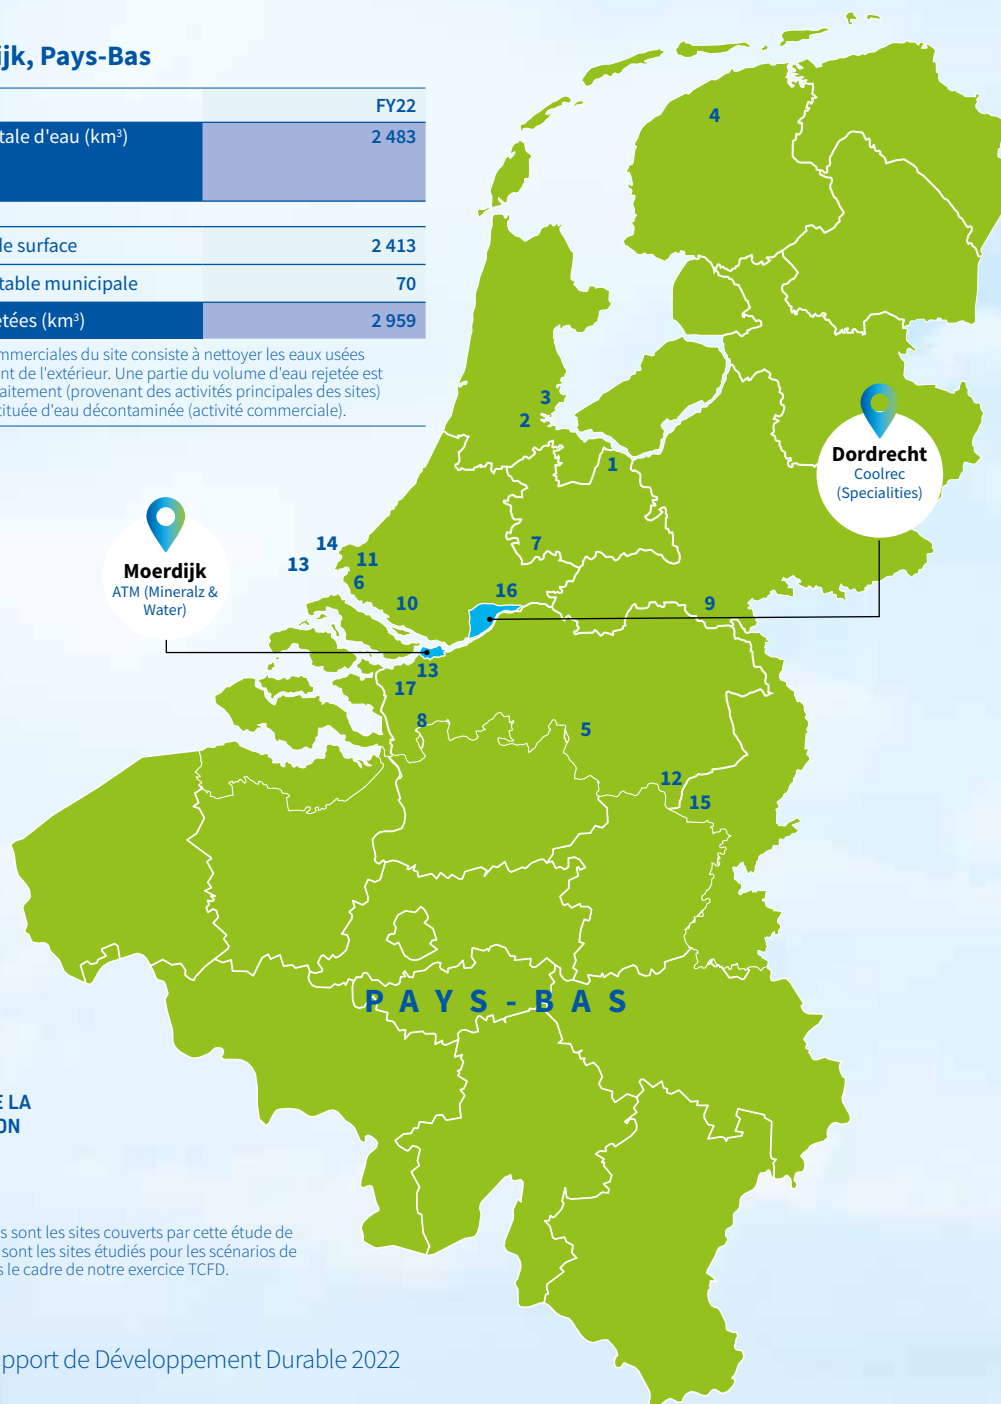 ijk, Pays-Bas
FY22
tale d'eau (km³)
2 483
de surface
2 413
table municipale
70
etées (km³)
2 959
mmerciales du site consiste à nettoyer les eaux usées
nt de l'extérieur. Une partie du volume d'eau rejetée est
aitement (provenant des activités principales des sites)
tituée d'eau décontaminée (activité commerciale).
4
3
2
1
Dordrecht
Coolrec
(Specialities)
7
14
11
13
6
Moerdijk
ATM (Mineralz &
Water)
16
10
9
13
17
8
5
12
15
PAYS-BAS
E LA
ON
s sont les sites couverts par cette étude de
sont les sites étudiés pour les scénarios de
s le cadre de notre exercice TCFD.
pport de Développement Durable 2022